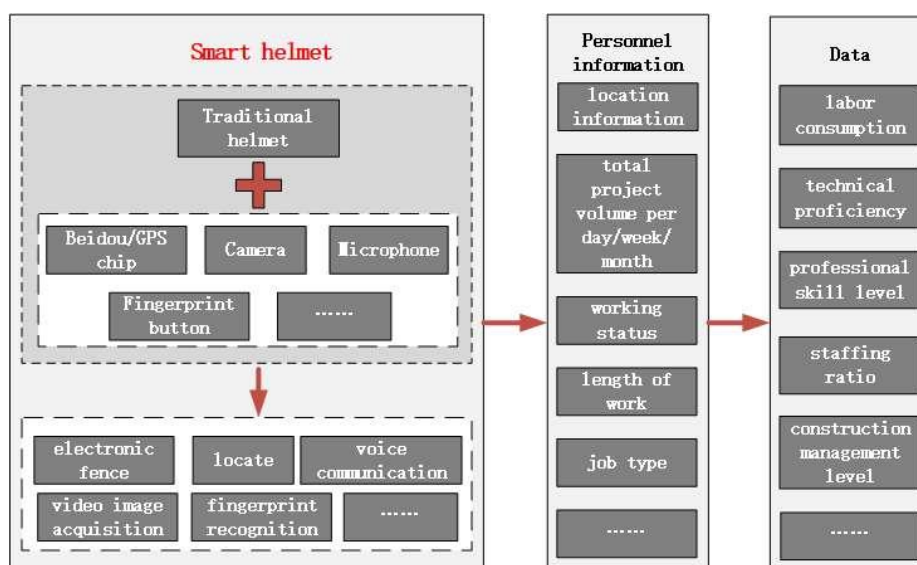 Smart helmet
Traditional
helmet
Beidou/GPS
chip
Camera
Microphone
Fingerprint
button
……
electronic
fence
locate
voice
communication
video image
acquisition
fingerprint
recognition
……
Personnel
information
location
information
total
project
volume per
day/week/
month
working
status
length of
work
job type
……
Data
labor
consumption
technical
proficiency
professional
skill level
staffing
ratio
construction
management
level
……